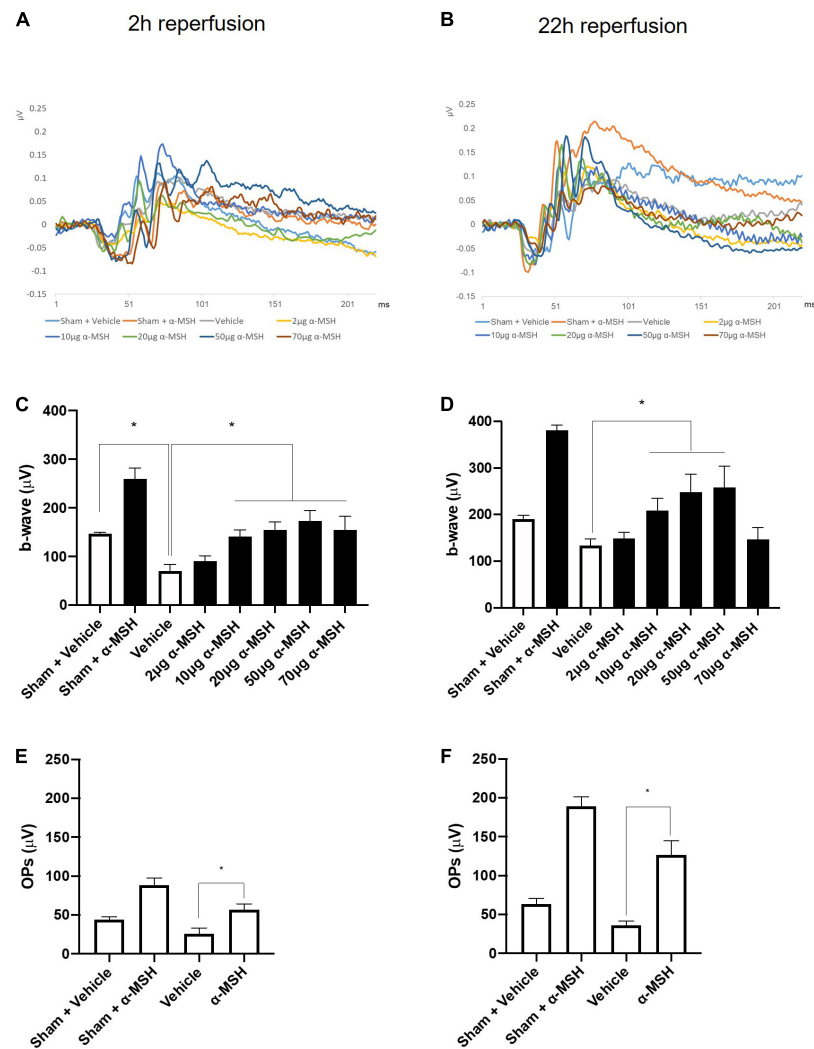 A
2h reperfusion
B
22h reperfusion
μV
0.25
0.2
0.15
0.1
0.05
0
-0.05
-0.1
-0.15
1 51 101 151 201 ms
Sham + Vehicle Sham + α-MSH Vehicle 2μg α-MSH
10μg α-MSH 20μg α-MSH 50μg α-MSH 70μg α-MSH
μV
0.25
0.2
0.15
0.1
0.05
0
-0.05
-0.1
-0.15
1 51 101 151 201 ms
Sham + Vehicle Sham + α-MSH Vehicle 2μg α-MSH
10μg α-MSH 20μg α-MSH 50μg α-MSH 70μg α-MSH
C
b-wave (μV)
400
300
200
100
0
* *
Sham + Vehicle
Sham + α-MSH
Vehicle
2μg α-MSH
10μg α-MSH
20μg α-MSH
50μg α-MSH
70μg α-MSH
D
b-wave (μV)
400
300
200
100
0
*
Sham + Vehicle
Sham + α-MSH
Vehicle
2μg α-MSH
10μg α-MSH
20μg α-MSH
50μg α-MSH
70μg α-MSH
E
OPs (μV)
250
200
150
100
50
0
*
Sham + Vehicle
Sham + α-MSH
Vehicle
α-MSH
F
OPs (μV)
250
200
150
100
50
0
*
Sham + Vehicle
Sham + α-MSH
Vehicle
α-MSH